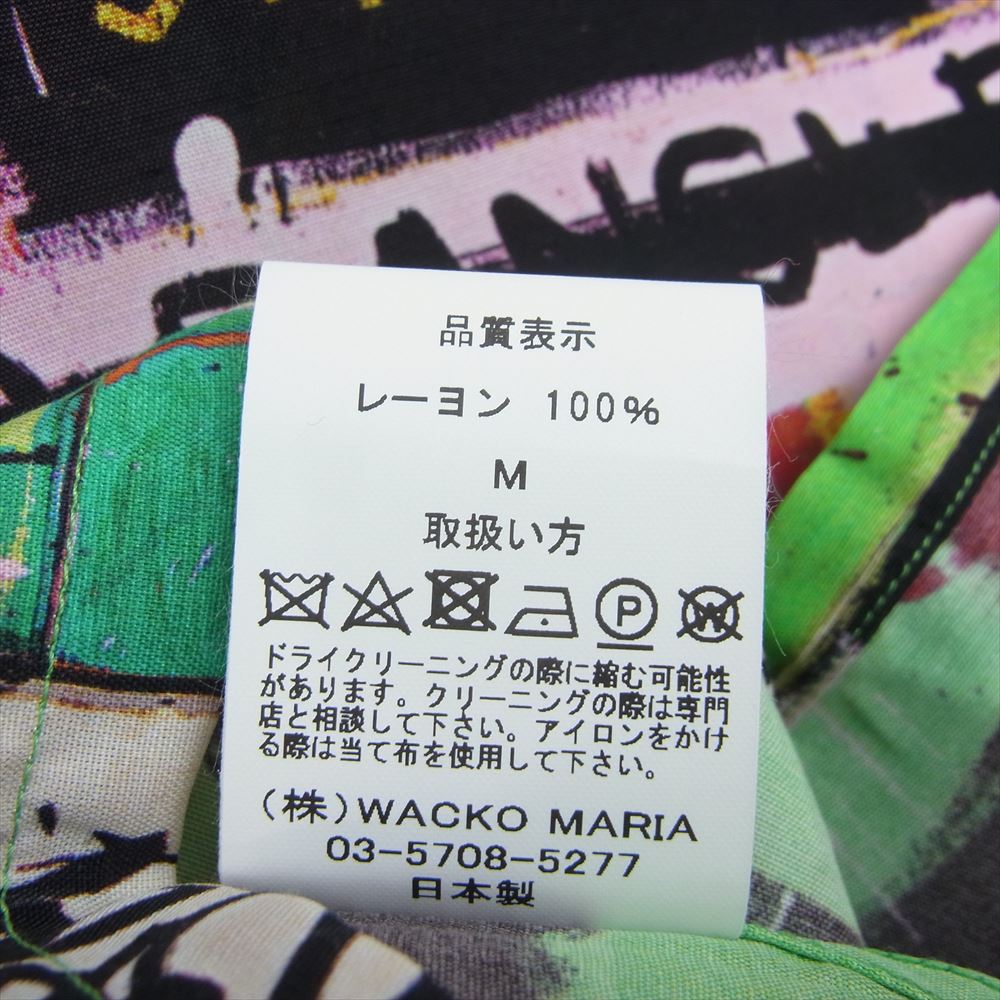 品質表示
レーヨン 100%
M
取扱い方
P
W
ドライクリーニングの際に縮む可能性
があります。クリーニングの際は専門
店と相談して下さい。アイロンをかけ
る際は当て布を使用して下さい。
(株)WACKO MARIA
03-5708-5277
日本製